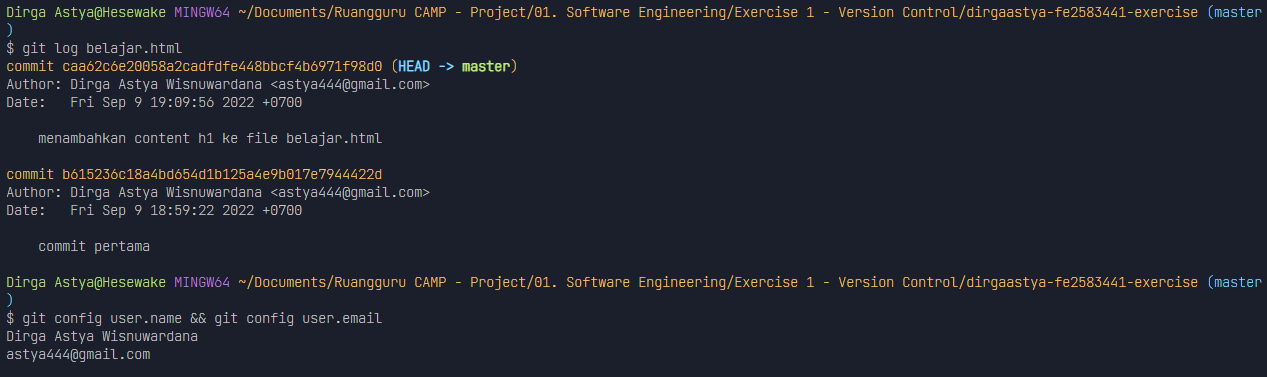 Dirga Astya@Hesewake MINGW64 ~/Documents/Ruangguru CAMP - Project/01. Software Engineering/Exercise 1 - Version Control/dirgaastya-fe2583441-exercise (master
)
$ git log belajar.html
commit caa62c6e20058a2cadfdfe448bbcf4b6971f98d0 (HEAD -> master)
Author: Dirga Astya Wisnuwardana <astya444@gmail.com>
Date:   Fri Sep 9 19:09:56 2022 +0700
    menambahkan content h1 ke file belajar.html
commit b615236c18a4bd654d1b125a4e9b017e7944422d
Author: Dirga Astya Wisnuwardana <astya444@gmail.com>
Date:   Fri Sep 9 18:59:22 2022 +0700
    commit pertama
Dirga Astya@Hesewake MINGW64 ~/Documents/Ruangguru CAMP - Project/01. Software Engineering/Exercise 1 - Version Control/dirgaastya-fe2583441-exercise (master
)
$ git config user.name && git config user.email
Dirga Astya Wisnuwardana
astya444@gmail.com